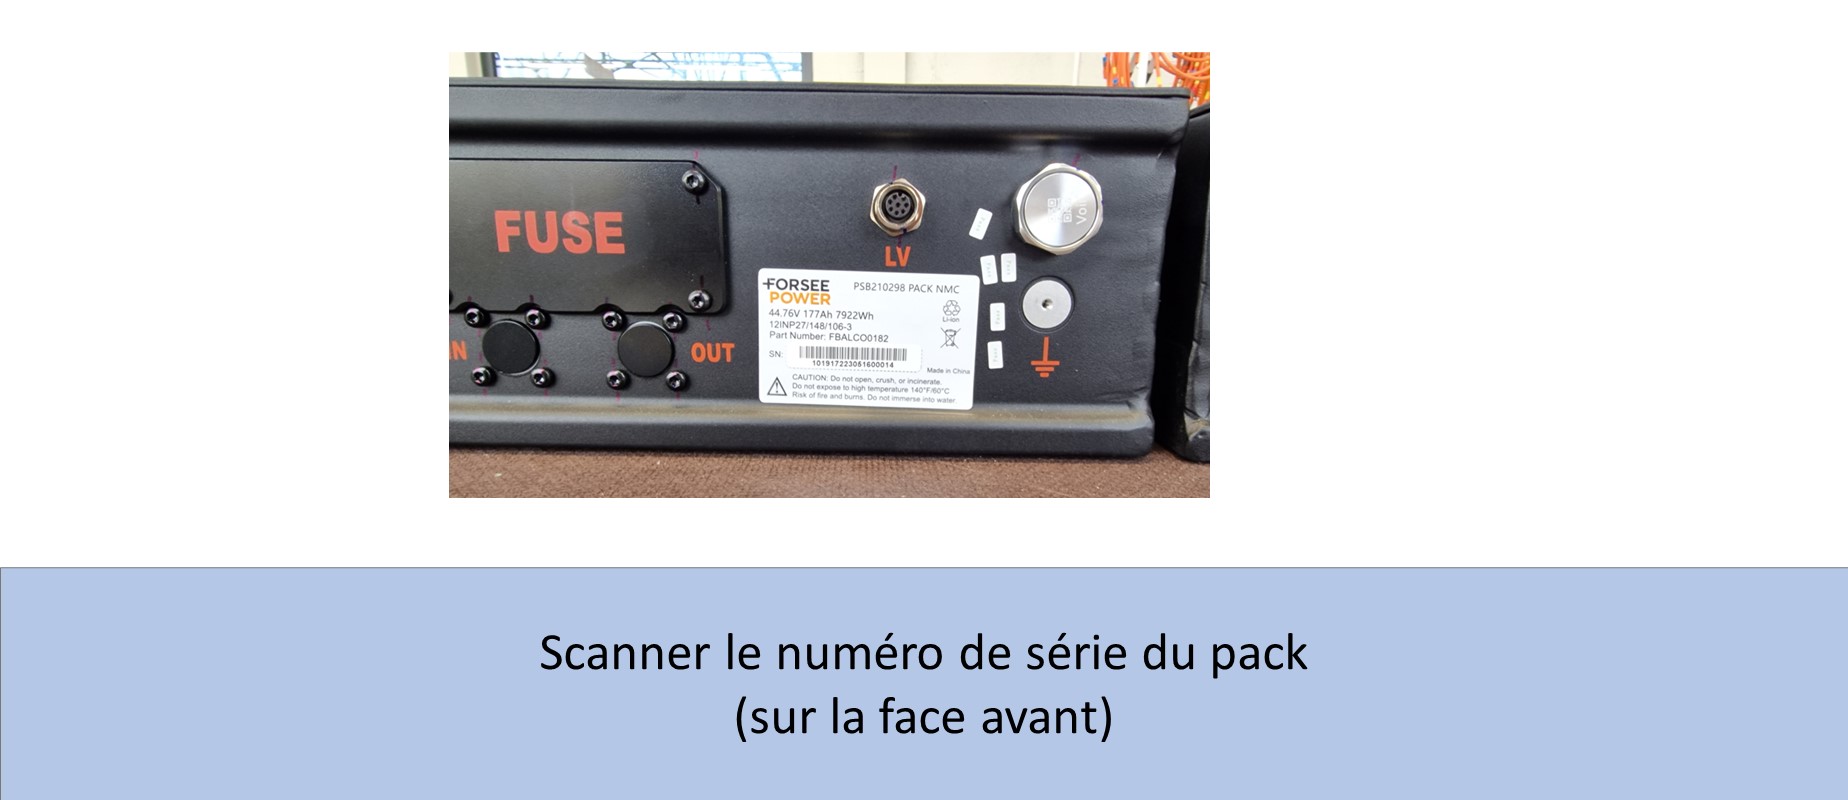 FUSE
LV
IN
OUT
FORSEE
POWER
PSB210298 PACK NMC
44.76V 177Ah 7922Wh
12INP27/148/106-3
Part Number: FBALCO0182
Li-ion
SN:
101917223051600014
Made in China
CAUTION: Do not open, crush, or incinerate.
Do not expose to high temperature 140°F/60°C
Risk of fire and burns. Do not immerse into water
Scanner le numéro de série du pack
(sur la face avant)